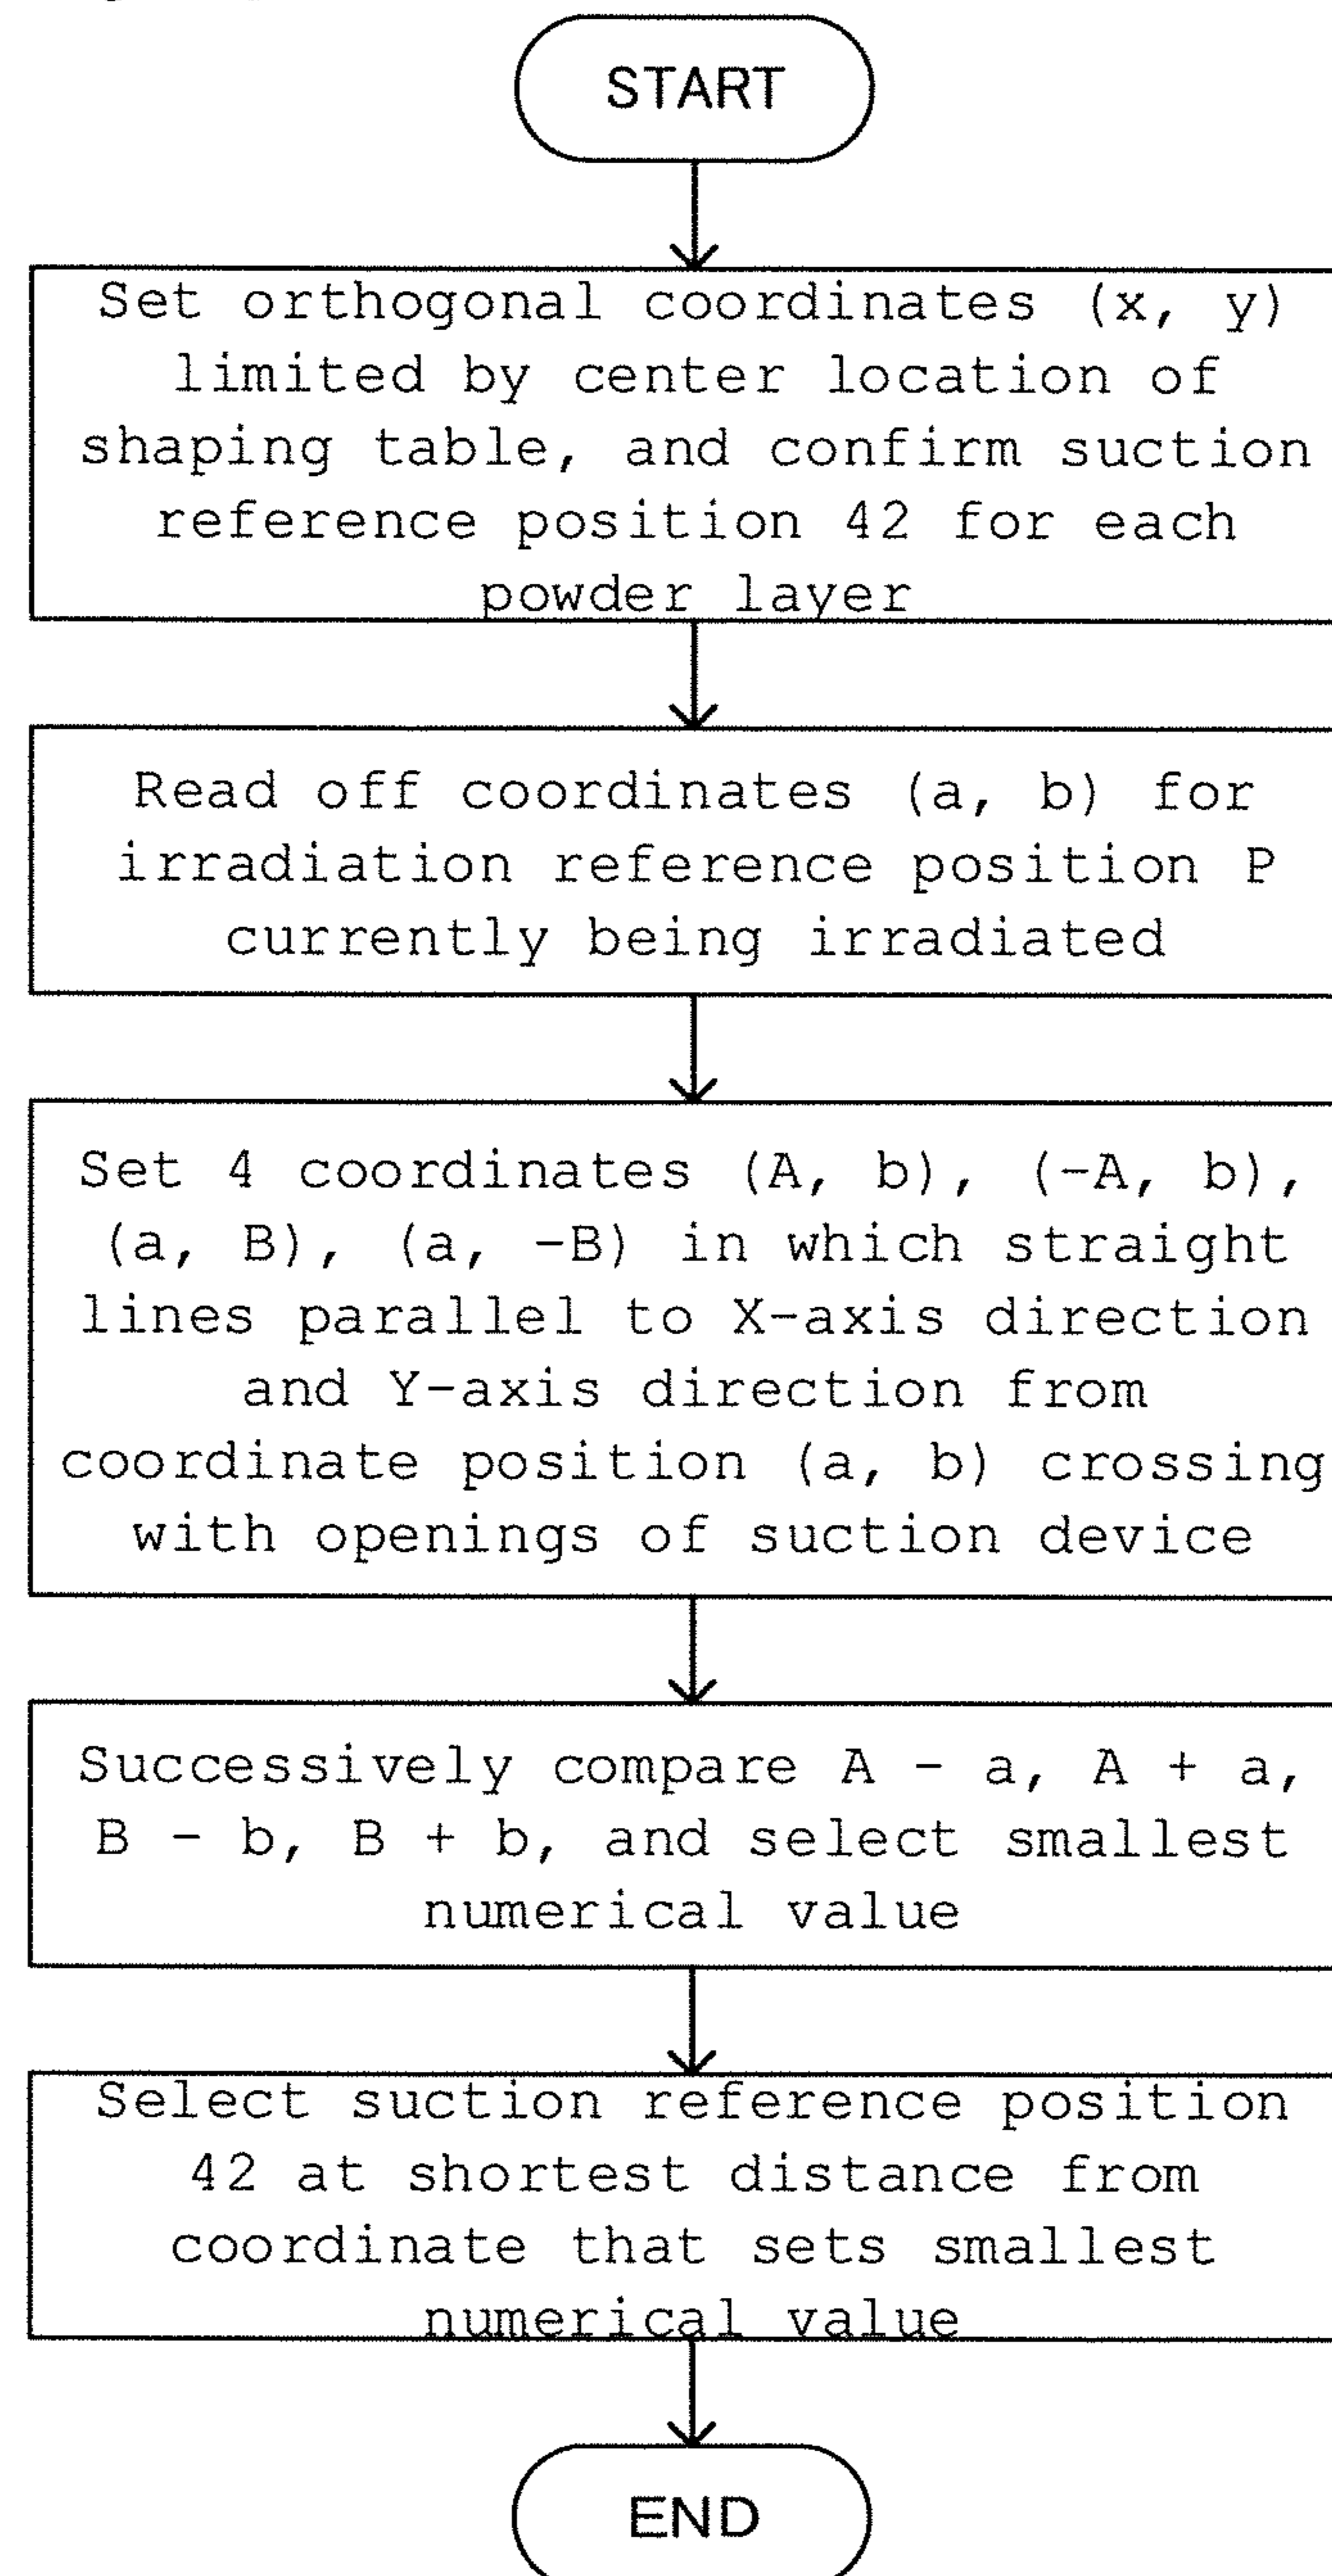 START
Set orthogonal coordinates (x, y)
limited by center location of
shaping table, and confirm suction
reference position 42 for each
powder layer
Read off coordinates (a, b) for
irradiation reference position P
currently being irradiated
Set 4 coordinates (A, b), (-A, b),
(a, B), (a, -B) in which straight
lines parallel to X-axis direction
and Y-axis direction from
coordinate position (a, b) crossing
with openings of suction device
Successively compare A - a, A + a,
B - b, B + b, and select smallest
numerical value
Select suction reference position
42 at shortest distance from
coordinate that sets smallest
numerical value
END